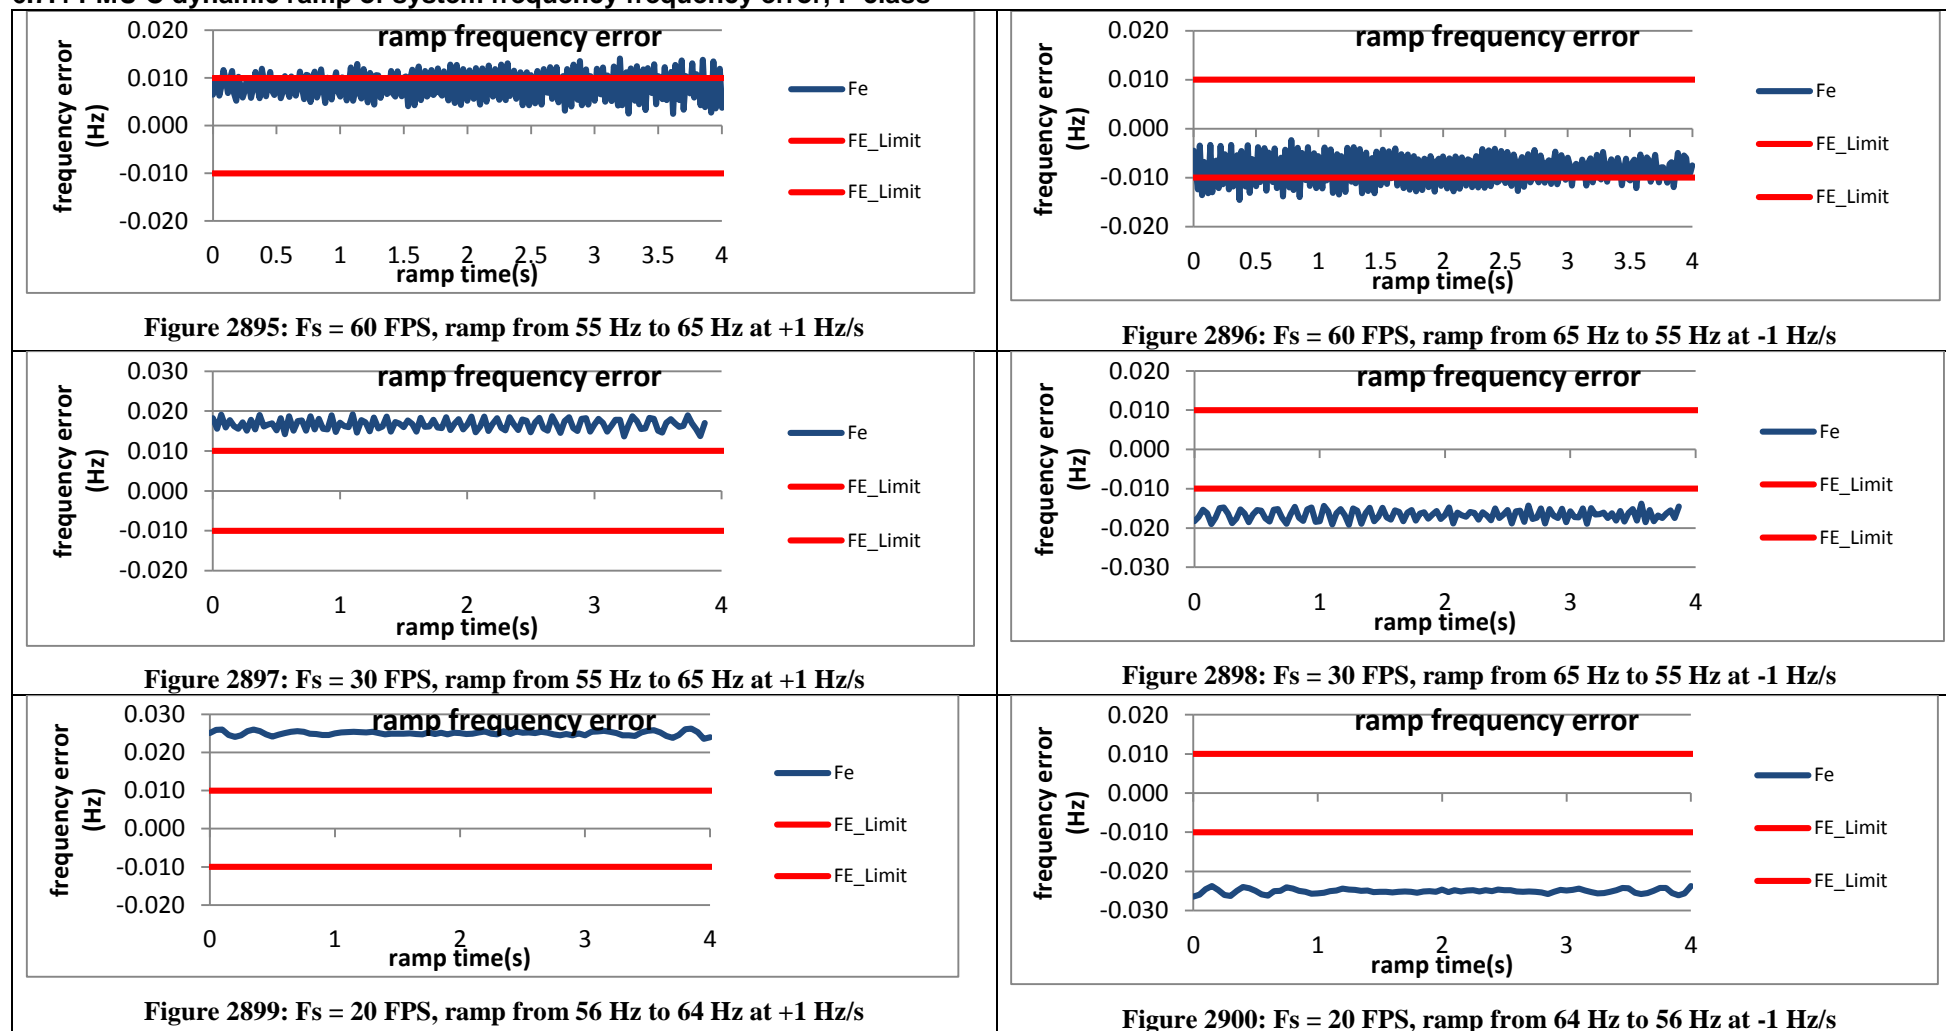 ramp frequency error
frequency error
(Hz)
0.020
0.010
0.000
-0.010
-0.020
0 0.5 1 1.5 2 2.5 3 3.5 4
ramp time(s)
Fe
FE_Limit
FE_Limit
Figure 2895: Fs = 60 FPS, ramp from 55 Hz to 65 Hz at +1 Hz/s
ramp frequency error
frequency error
(Hz)
0.020
0.010
0.000
-0.010
-0.020
0 0.5 1 1.5 2 2.5 3 3.5 4
ramp time(s)
Fe
FE_Limit
FE_Limit
Figure 2896: Fs = 60 FPS, ramp from 65 Hz to 55 Hz at -1 Hz/s
ramp frequency error
frequency error
(Hz)
0.030
0.020
0.010
0.000
-0.010
-0.020
0 1 2 3 4
ramp time(s)
Fe
FE_Limit
FE_Limit
Figure 2897: Fs = 30 FPS, ramp from 55 Hz to 65 Hz at +1 Hz/s
ramp frequency error
frequency error
(Hz)
0.020
0.010
0.000
-0.010
-0.020
-0.030
0 1 2 3 4
ramp time(s)
Fe
FE_Limit
FE_Limit
Figure 2898: Fs = 30 FPS, ramp from 65 Hz to 55 Hz at -1 Hz/s
ramp frequency error
frequency error
(Hz)
0.030
0.020
0.010
0.000
-0.010
-0.020
0 1 2 3 4
ramp time(s)
Fe
FE_Limit
FE_Limit
Figure 2899: Fs = 20 FPS, ramp from 56 Hz to 64 Hz at +1 Hz/s
ramp frequency error
frequency error
(Hz)
0.020
0.010
0.000
-0.010
-0.020
-0.030
0 1 2 3 4
ramp time(s)
Fe
FE_Limit
FE_Limit
Figure 2900: Fs = 20 FPS, ramp from 64 Hz to 56 Hz at -1 Hz/s